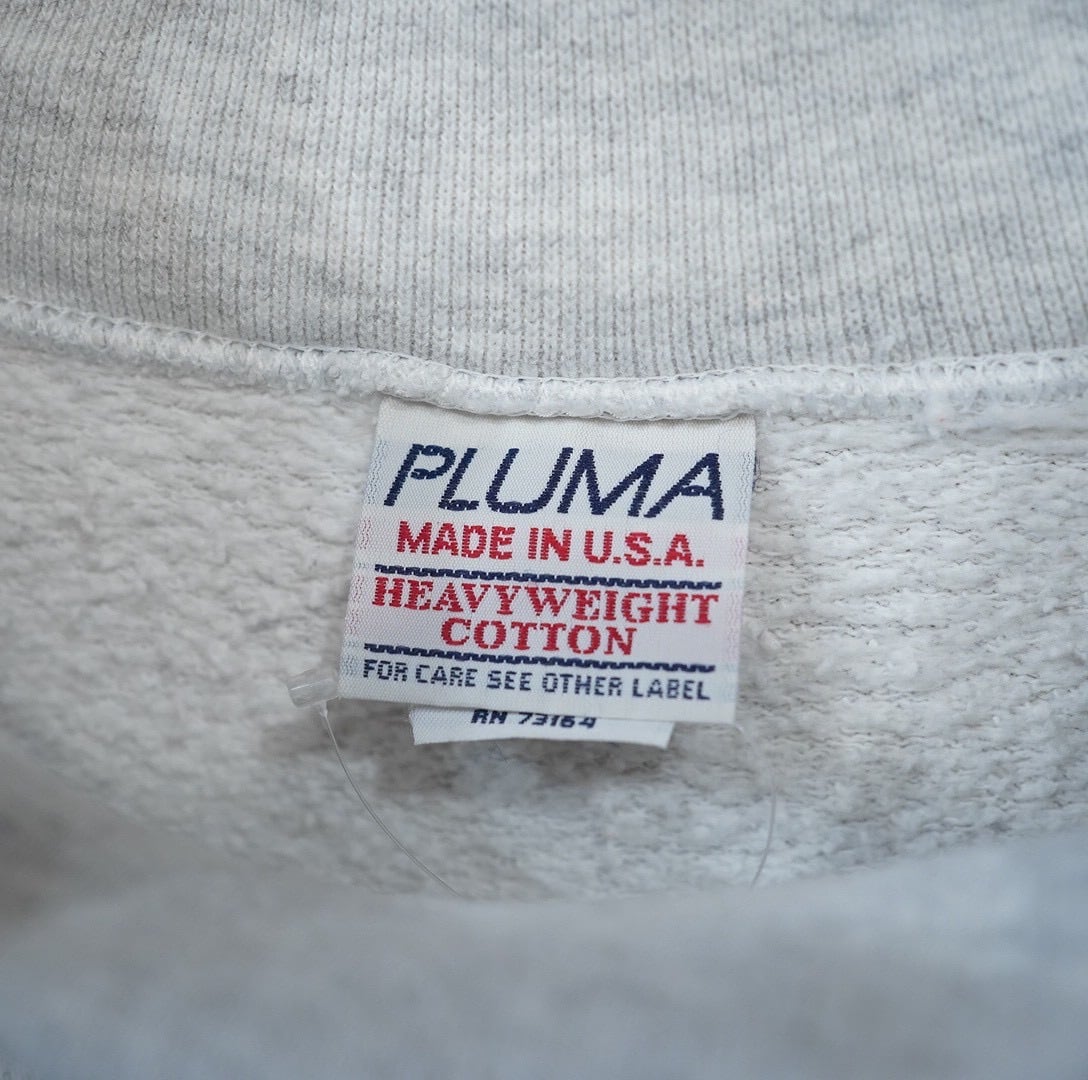 PLUMA
MADE IN U.S.A.
HEAVYWEIGHT
COTTON
FOR CARE SEE OTHER LABEL
RN 73164